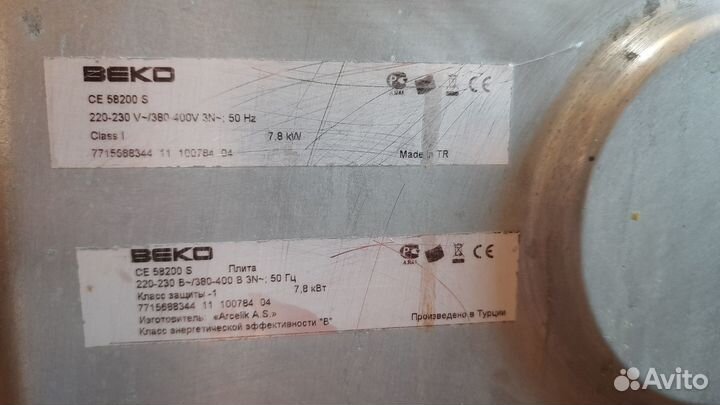 BEKO
CE 58200 S
220-230 V~/380-400V 3N~; 50 Hz
Class I 7,8 kW
7715688344 11 100784 04 Made in TR
BEKO
CE 58200 S Плита
220-230 В~/380-400 В 3N~; 50 Гц
Класс защиты -1 7,8 кВт
7715688344 11 100784 04
Изготовитель: «Arcelik A.S.»
Класс энергетической эффективности "В" Произведено в Турции
Avito